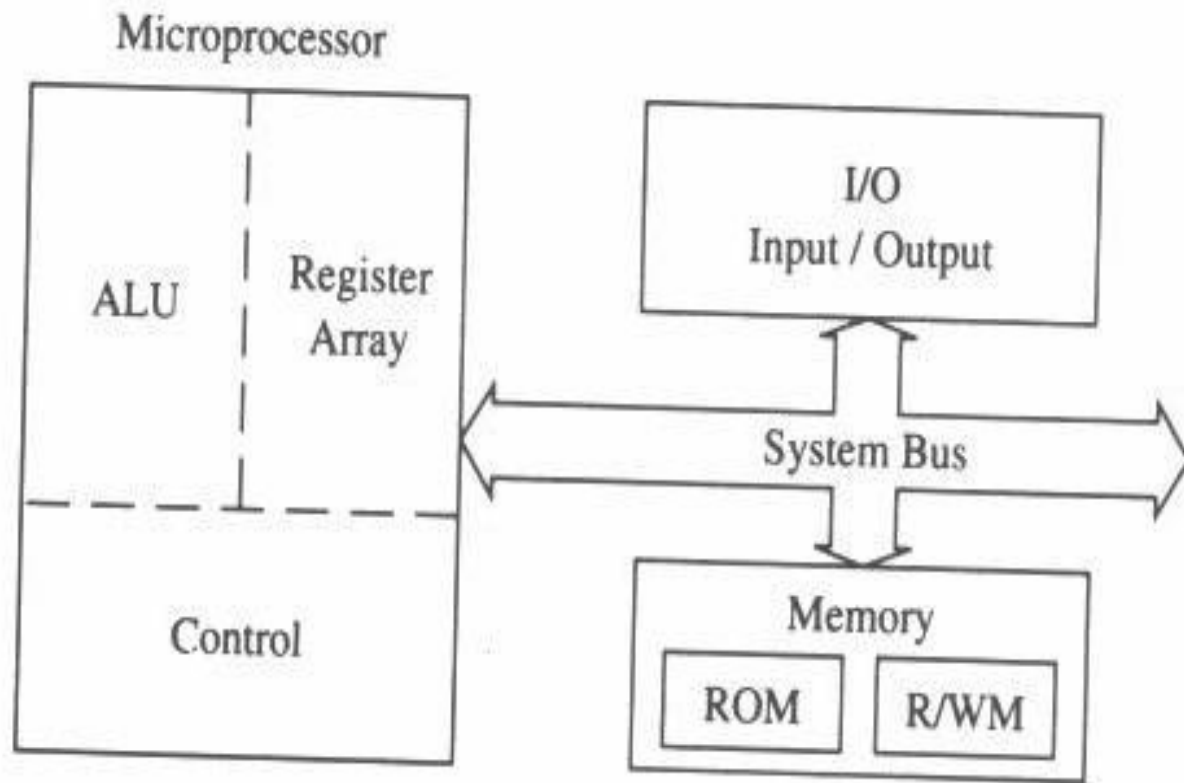 Microprocessor
ALU
Register
Array
Control
I/O
Input / Output
System Bus
Memory
ROM
R/WM